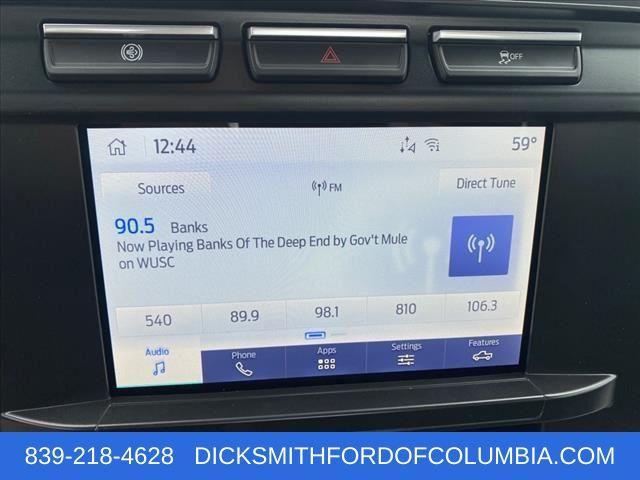 OFF
12:44
59°
Sources
FM
Direct Tune
90.5 Banks
Now Playing Banks Of The Deep End by Gov't Mule
on WUSC
540 89.9 98.1 810 106.3
Audio Phone Apps Settings Features
839-218-4628 DICKSMITHFORDOFCOLUMBIA.COM